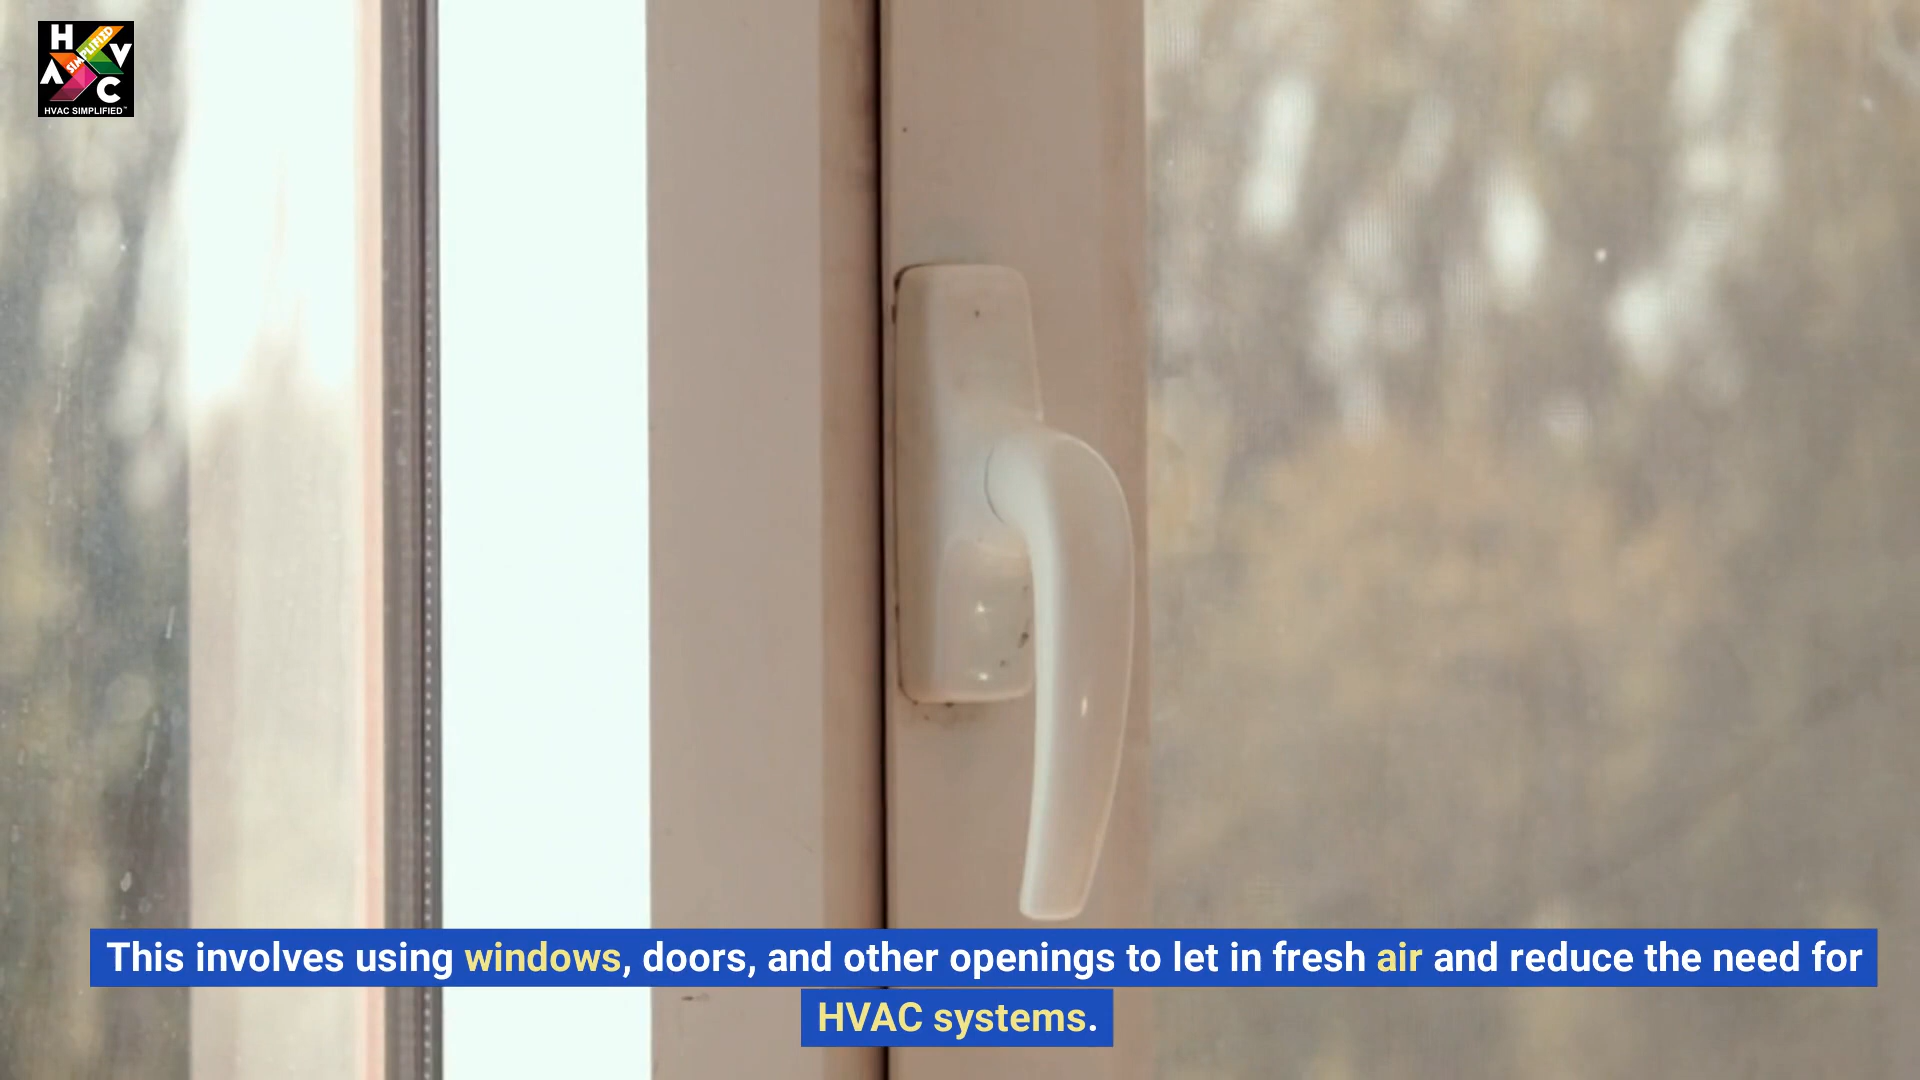 H
SIMPLIFIED
V
A
C
HVAC SIMPLIFIED™
This involves using windows, doors, and other openings to let in fresh air and reduce the need for
HVAC systems.